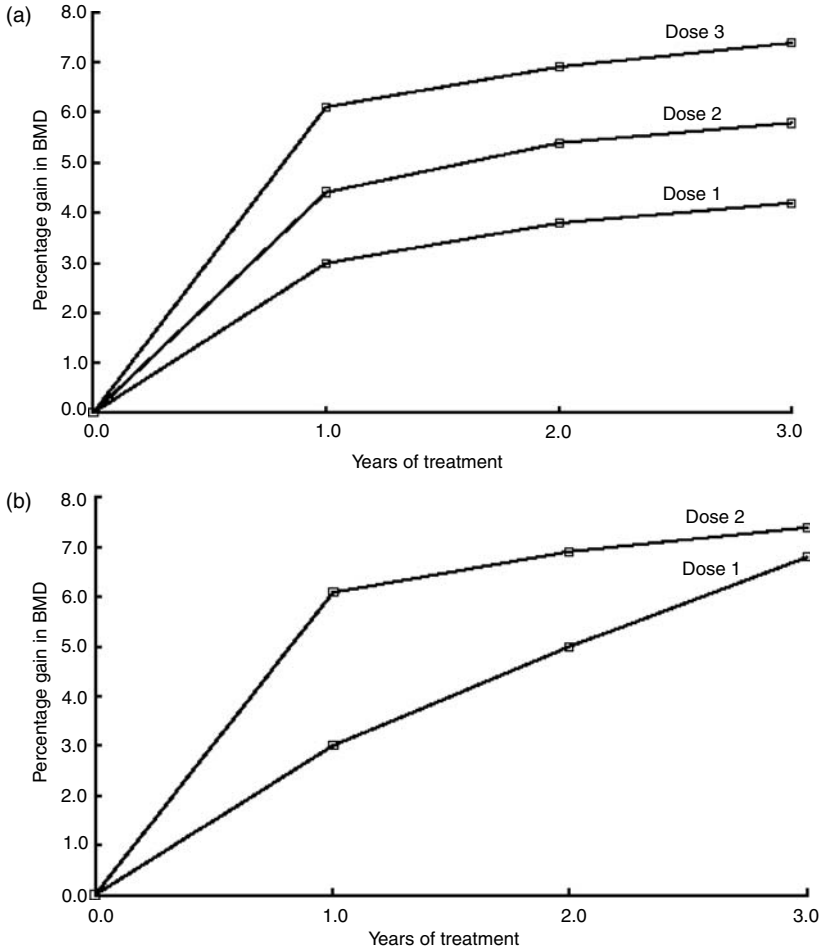 (a)
8.0
7.0
6.0
5.0
4.0
3.0
2.0
1.0
0.0
Percentage gain in BMD
Dose 3
Dose 2
Dose 1
0.0 1.0 2.0 3.0
Years of treatment
(b)
8.0
7.0
6.0
5.0
4.0
3.0
2.0
1.0
0.0
Percentage gain in BMD
Dose 2
Dose 1
0.0 1.0 2.0 3.0
Years of treatment